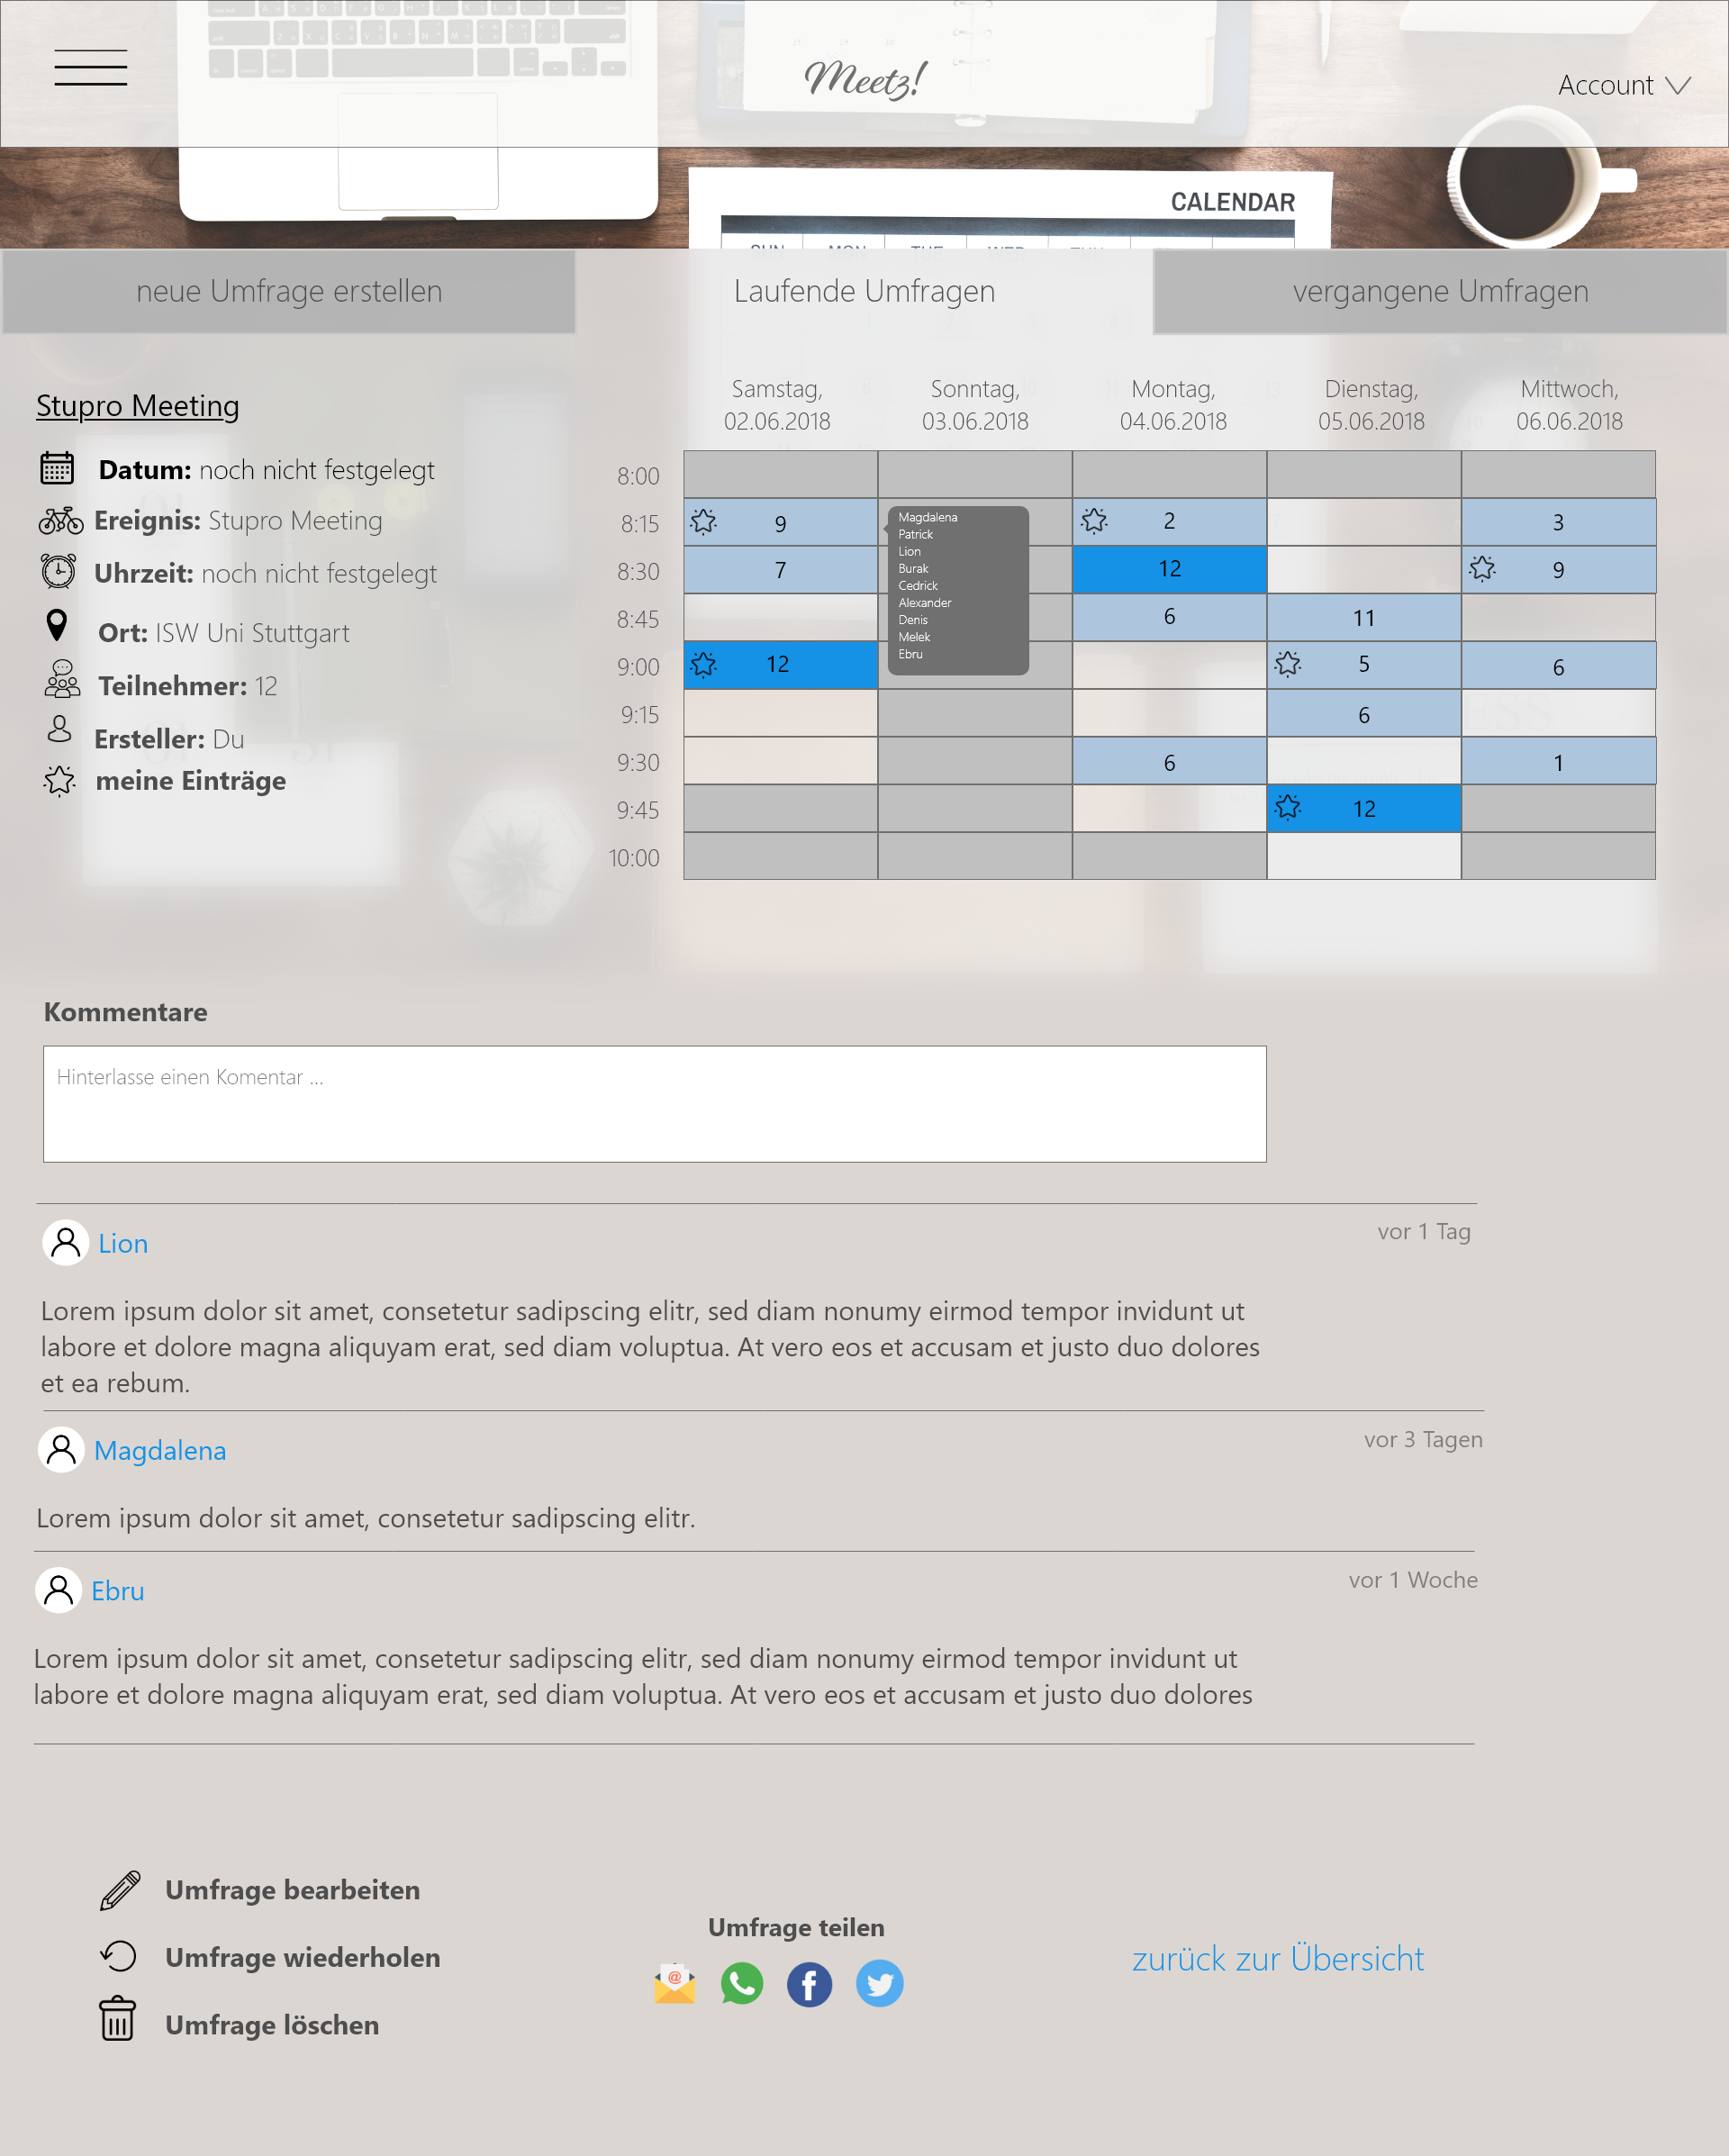 Meetz!
Account
CALENDAR
SUN MON TUE WED THU
neue Umfrage erstellen
Laufende Umfragen
vergangene Umfragen
Stupro Meeting
Datum: noch nicht festgelegt
Ereignis: Stupro Meeting
Uhrzeit: noch nicht festgelegt
Ort: ISW Uni Stuttgart
Teilnehmer: 12
Ersteller: Du
meine Einträge
Samstag,
02.06.2018
Sonntag,
03.06.2018
Montag,
04.06.2018
Dienstag,
05.06.2018
Mittwoch,
06.06.2018
8:00
8:15 9 2 3
8:30 7 12 9
8:45 6 11
9:00 12 5 6
9:15 6
9:30 6 1
9:45 12
10:00
Magdalena
Patrick
Lion
Burak
Cedrick
Alexander
Denis
Melek
Ebru
Kommentare
Hinterlasse einen Komentar ...
Lion
vor 1 Tag
Lorem ipsum dolor sit amet, consetetur sadipscing elitr, sed diam nonumy eirmod tempor invidunt ut
labore et dolore magna aliquyam erat, sed diam voluptua. At vero eos et accusam et justo duo dolores
et ea rebum.
Magdalena
vor 3 Tagen
Lorem ipsum dolor sit amet, consetetur sadipscing elitr.
Ebru
vor 1 Woche
Lorem ipsum dolor sit amet, consetetur sadipscing elitr, sed diam nonumy eirmod tempor invidunt ut
labore et dolore magna aliquyam erat, sed diam voluptua. At vero eos et accusam et justo duo dolores
Umfrage bearbeiten
Umfrage wiederholen
Umfrage löschen
Umfrage teilen
zurück zur Übersicht